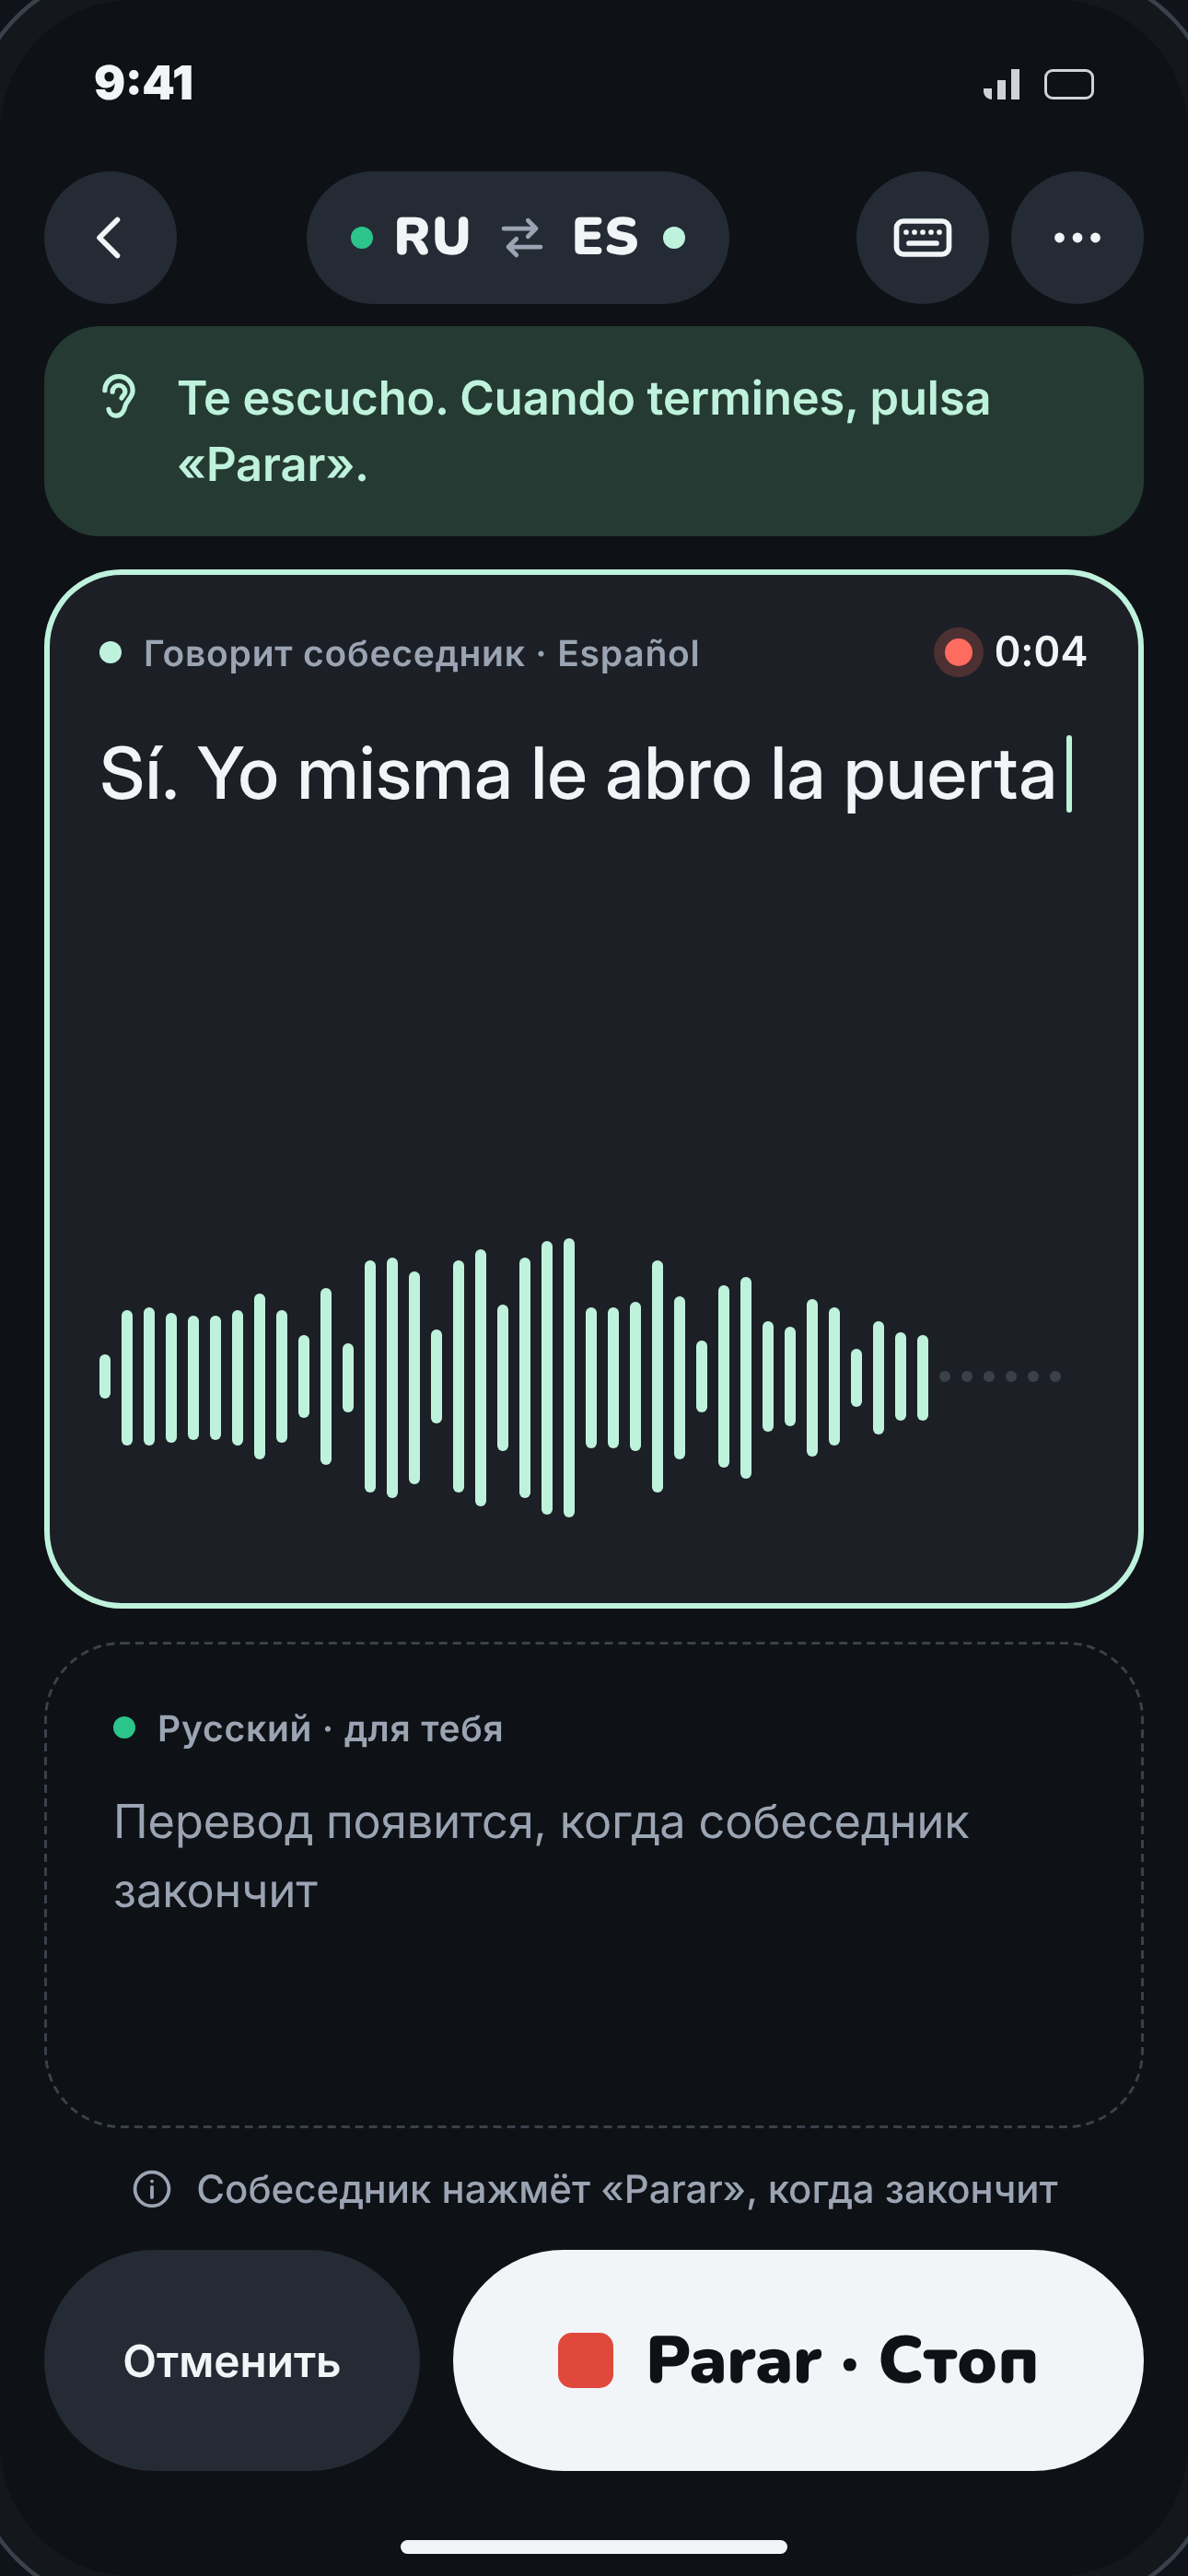 9:41
RU ES
Te escucho. Cuando termines, pulsa
«Parar».
Говорит собеседник · Español
0:04
Sí. Yo misma le abro la puerta
Русский · для тебя
Перевод появится, когда собеседник
закончит
Собеседник нажмёт «Parar», когда закончит
Отменить
Parar · Стоп